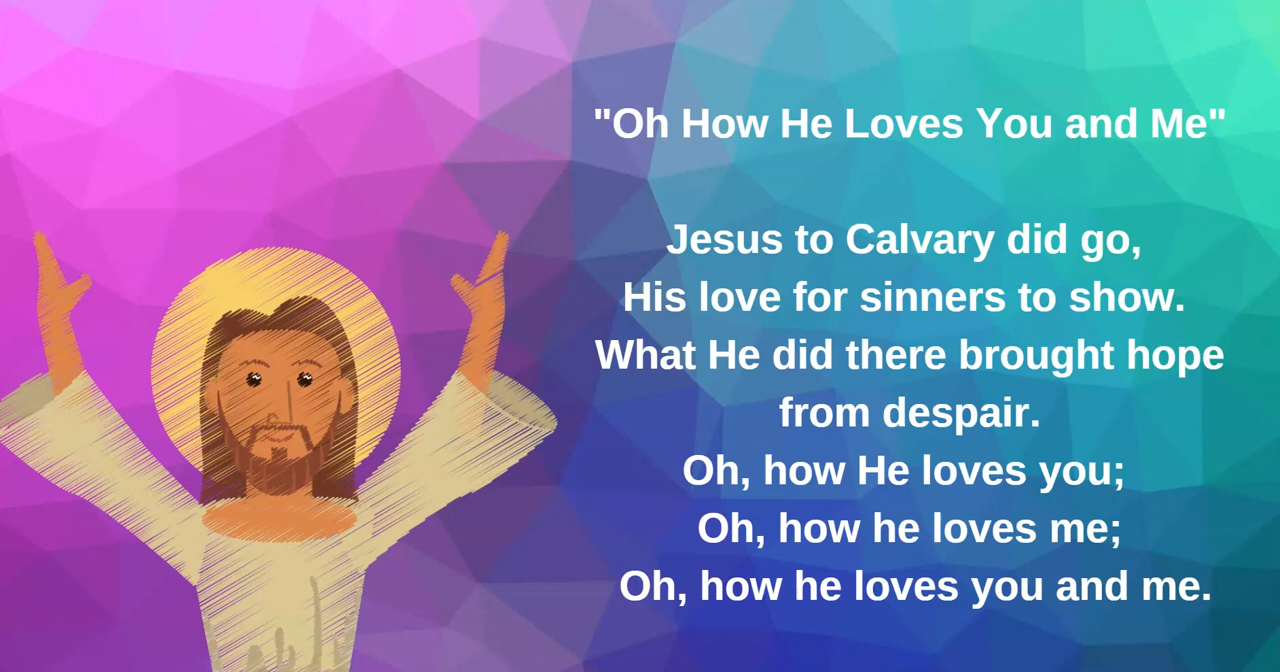 "Oh How He Loves You and Me"
Jesus to Calvary did go,
His love for sinners to show.
What He did there brought hope
from despair.
Oh, how He loves you;
Oh, how he loves me;
Oh, how he loves you and me.